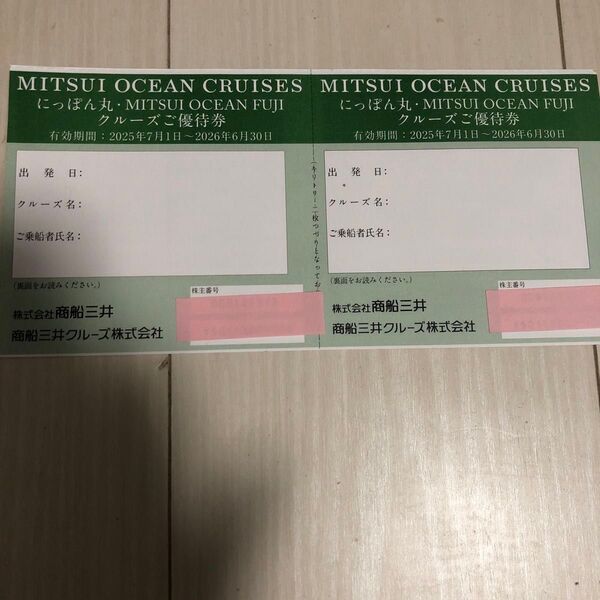 MITSUI OCEAN CRUISES
にっぽん丸・MITSUI OCEAN FUJI
クルーズご優待券
有効期間：2025年7月1日～2026年6月30日
出発日：
クルーズ名：
ご乗船者氏名：
（裏面をお読みください。）
株主番号
株式会社 商船三井
商船三井クルーズ株式会社
（キリトリ
MITSUI OCEAN CRUISES
にっぽん丸・MITSUI OCEAN FUJI
クルーズご優待券
有効期間：2025年7月1日～2026年6月30日
出発日：
クルーズ名：
ご乗船者氏名：
（裏面をお読みください。）
株主番号
株式会社 商船三井
商船三井クルーズ株式会社